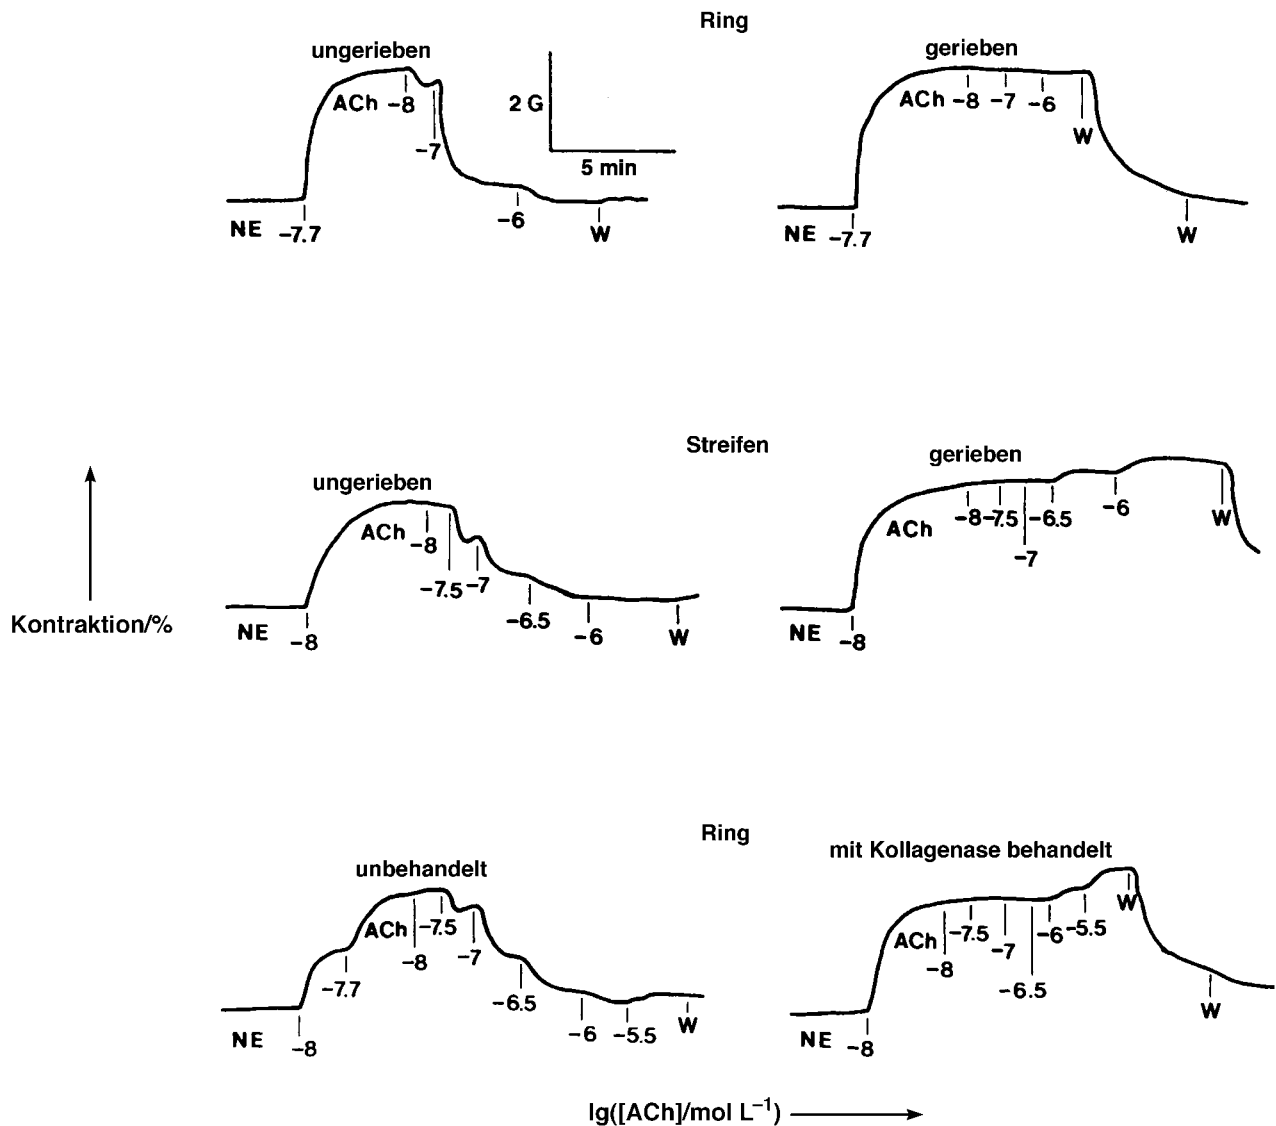 Ring
ungerieben
gerieben
2 G
5 min
ACh -8
-7
-6
W
NE -7.7
ACh -8 -7 -6
W
NE -7.7
W
Streifen
ungerieben
gerieben
ACh -8
-7.5 -7
-6.5
-6
W
NE -8
ACh -8 -7.5 -6.5
-7
-6
W
NE -8
Kontraktion/%
Ring
unbehandelt
mit Kollagenase behandelt
ACh -7.5
-8
-7
-7.7
-6.5
-6 -5.5
W
NE -8
ACh -7.5
-8
-7
-6.5
-6 -5.5
W
W
NE -8
lg([ACh]/mol L⁻¹)